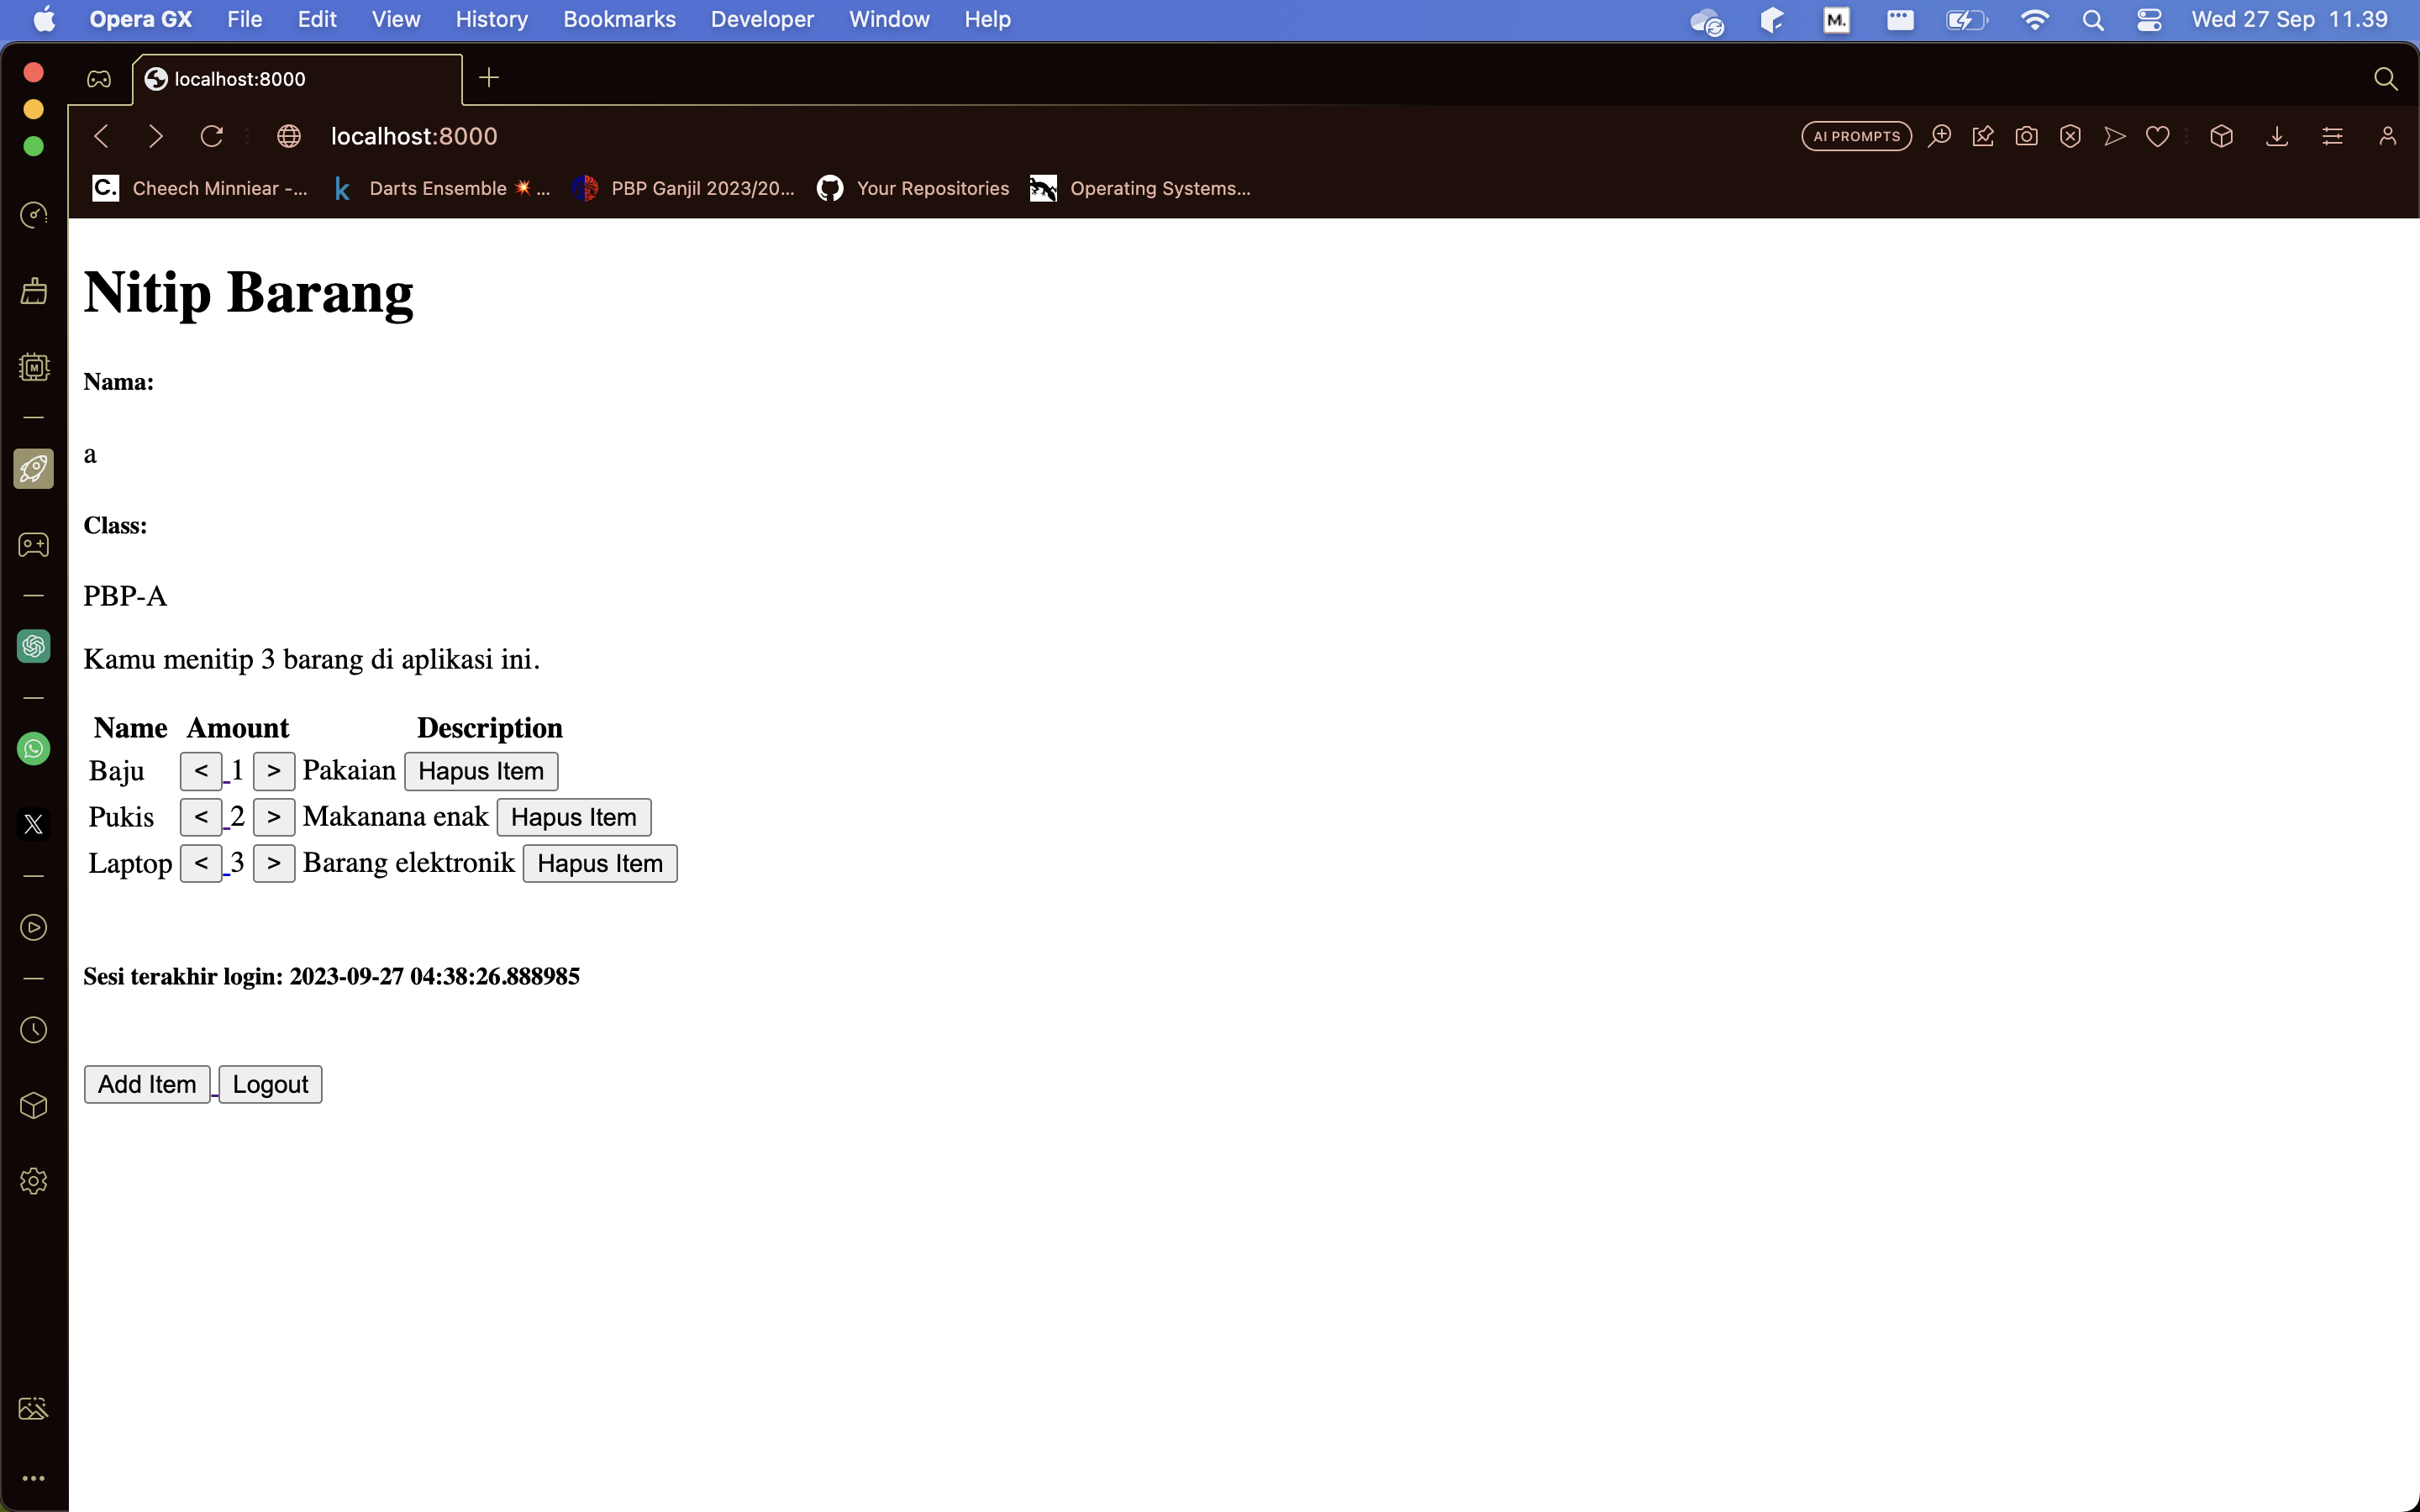 Opera GX File Edit View History Bookmarks Developer Window Help M. Wed 27 Sep 11.39
localhost:8000
localhost:8000 AI PROMPTS
C. Cheech Minniear -... k Darts Ensemble 💥 ... PBP Ganjil 2023/20... Your Repositories Operating Systems...
Nitip Barang
Nama:
a
Class:
PBP-A
Kamu menitip 3 barang di aplikasi ini.
Name Amount Description
Baju < 1 > Pakaian Hapus Item
Pukis < 2 > Makanana enak Hapus Item
Laptop < 3 > Barang elektronik Hapus Item
Sesi terakhir login: 2023-09-27 04:38:26.888985
Add Item Logout